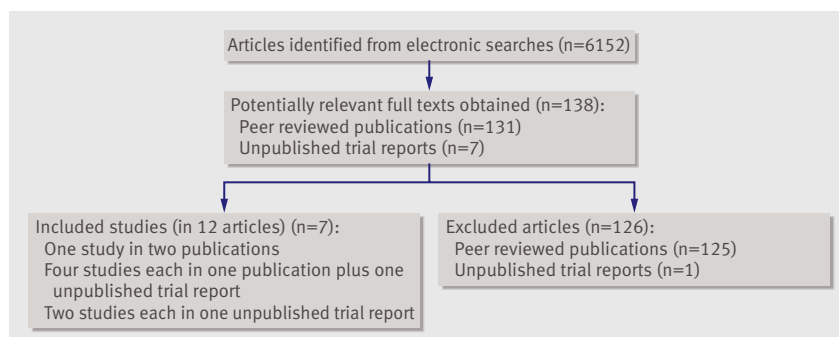 Articles identified from electronic searches (n=6152)
Potentially relevant full texts obtained (n=138):
Peer reviewed publications (n=131)
Unpublished trial reports (n=7)
Included studies (in 12 articles) (n=7):
One study in two publications
Four studies each in one publication plus one
unpublished trial report
Two studies each in one unpublished trial report
Excluded articles (n=126):
Peer reviewed publications (n=125)
Unpublished trial reports (n=1)